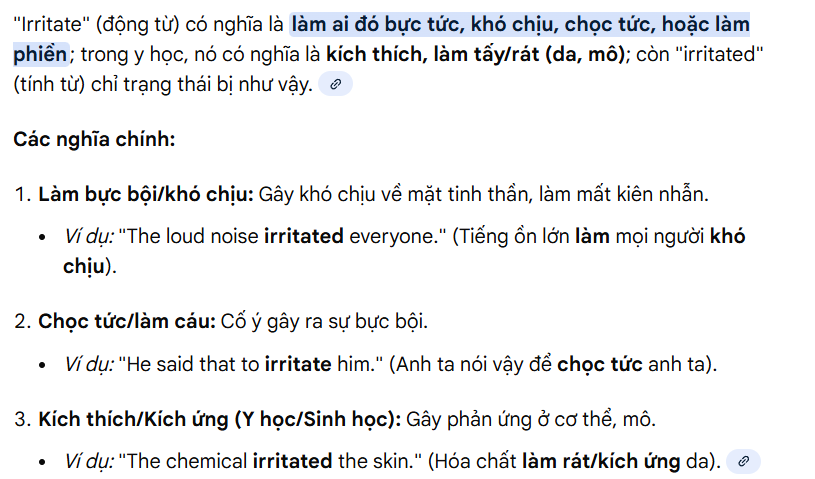 "Irritate" (động từ) có nghĩa là làm ai đó bực tức, khó chịu, chọc tức, hoặc làm
phiền; trong y học, nó có nghĩa là kích thích, làm tấy/rát (da, mô); còn "irritated"
(tính từ) chỉ trạng thái bị như vậy.
Các nghĩa chính:
1. Làm bực bội/khó chịu: Gây khó chịu về mặt tinh thần, làm mất kiên nhẫn.
• Ví dụ: "The loud noise irritated everyone." (Tiếng ồn lớn làm mọi người khó
chịu).
2. Chọc tức/làm cáu: Cố ý gây ra sự bực bội.
• Ví dụ: "He said that to irritate him." (Anh ta nói vậy để chọc tức anh ta).
3. Kích thích/Kích ứng (Y học/Sinh học): Gây phản ứng ở cơ thể, mô.
• Ví dụ: "The chemical irritated the skin." (Hóa chất làm rát/kích ứng da).